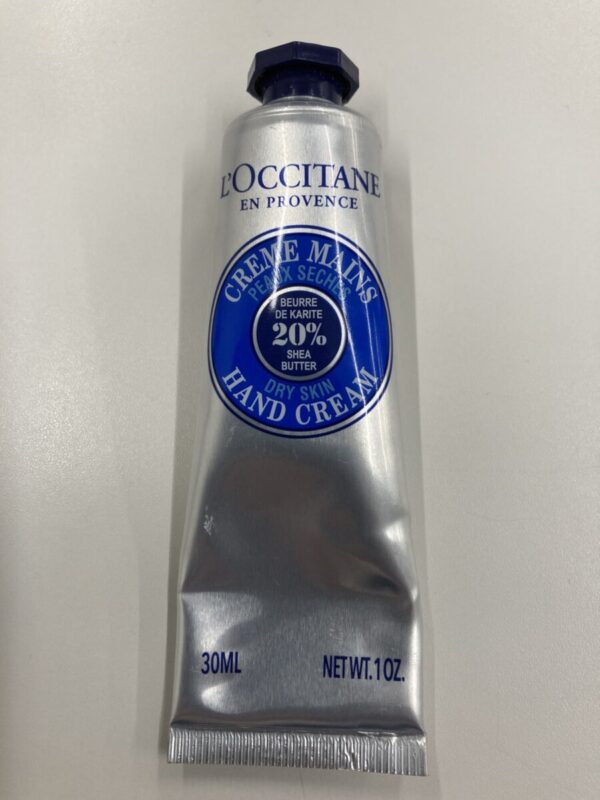 L'OCCITANE
EN PROVENCE
CREME MAINS
PEAUX SECHES
BEURRE
DE KARITE
20%
SHEA
BUTTER
DRY SKIN
HAND CREAM
30ML
NET WT. 1 OZ.